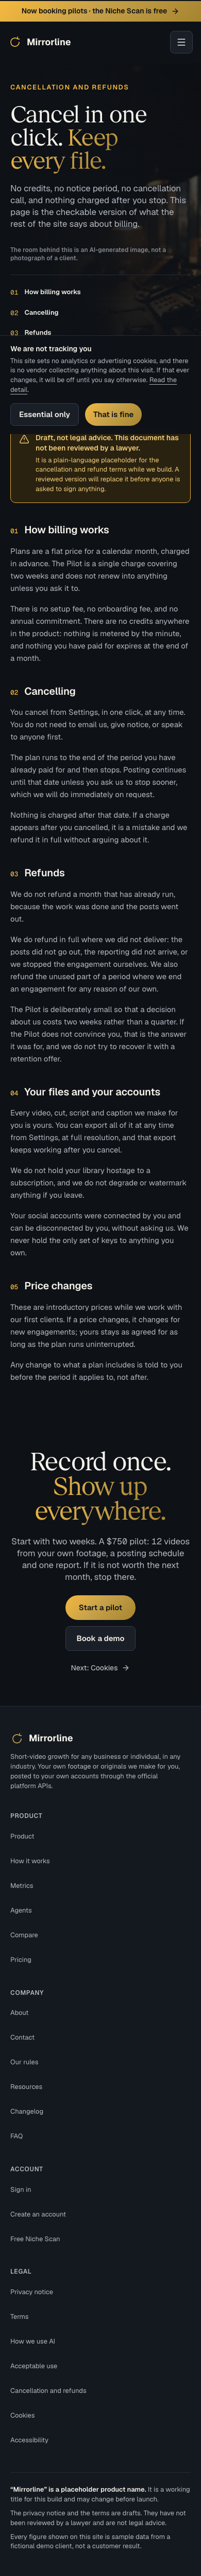 Now booking pilots · the Niche Scan is free →
Mirrorline
CANCELLATION AND REFUNDS
Cancel in one
click. Keep
every file.
No credits, no notice period, no cancellation
call, and nothing charged after you stop. This
page is the checkable version of what the
rest of the site says about billing.
The room behind this is an AI-generated image, not a
photograph of a client.
01 How billing works
02 Cancelling
03 Refunds
We are not tracking you
This site sets no analytics or advertising cookies, and there
is no vendor collecting anything about this visit. If that ever
changes, it will be off until you say otherwise. Read the
detail.
Essential only
That is fine
Draft, not legal advice. This document has
not been reviewed by a lawyer.
It is a plain-language placeholder for the
cancellation and refund terms while we build. A
reviewed version will replace it before anyone is
asked to sign anything.
01 How billing works
Plans are a flat price for a calendar month, charged
in advance. The Pilot is a single charge covering
two weeks and does not renew into anything
unless you ask it to.
There is no setup fee, no onboarding fee, and no
annual commitment. There are no credits anywhere
in the product: nothing is metered by the minute,
and nothing you have paid for expires at the end of
a month.
02 Cancelling
You cancel from Settings, in one click, at any time.
You do not need to email us, give notice, or speak
to anyone first.
The plan runs to the end of the period you have
already paid for and then stops. Posting continues
until that date unless you ask us to stop sooner,
which we will do immediately on request.
Nothing is charged after that date. If a charge
appears after you cancelled, it is a mistake and we
refund it in full without arguing about it.
03 Refunds
We do not refund a month that has already run,
because the work was done and the posts went
out.
We do refund in full where we did not deliver: the
posts did not go out, the reporting did not arrive, or
we stopped the engagement ourselves. We also
refund the unused part of a period where we end
an engagement for any reason of our own.
The Pilot is deliberately small so that a decision
about us costs two weeks rather than a quarter. If
the Pilot does not convince you, that is the answer
it was for, and we do not try to recover it with a
retention offer.
04 Your files and your accounts
Every video, cut, script and caption we make for
you is yours. You can export all of it at any time
from Settings, at full resolution, and that export
keeps working after you cancel.
We do not hold your library hostage to a
subscription, and we do not degrade or watermark
anything if you leave.
Your social accounts were connected by you and
can be disconnected by you, without asking us. We
never hold the only set of keys to anything you
own.
05 Price changes
These are introductory prices while we work with
our first clients. If a price changes, it changes for
new engagements; yours stays as agreed for as
long as the plan runs uninterrupted.
Any change to what a plan includes is told to you
before the period it applies to, not after.
Record once.
Show up
everywhere.
Start with two weeks. A $750 pilot: 12 videos
from your own footage, a posting schedule
and one report. If it is not worth the next
month, stop there.
Start a pilot
Book a demo
Next: Cookies →
Mirrorline
Short-video growth for any business or individual, in any
industry. Your own footage or originals we make for you,
posted to your own accounts through the official
platform APIs.
PRODUCT
Product
How it works
Metrics
Agents
Compare
Pricing
COMPANY
About
Contact
Our rules
Resources
Changelog
FAQ
ACCOUNT
Sign in
Create an account
Free Niche Scan
LEGAL
Privacy notice
Terms
How we use AI
Acceptable use
Cancellation and refunds
Cookies
Accessibility
"Mirrorline" is a placeholder product name. It is a working
title for this build and may change before launch.
The privacy notice and the terms are drafts. They have not
been reviewed by a lawyer and are not legal advice.
Every figure shown on this site is sample data from a
fictional demo client, not a customer result.